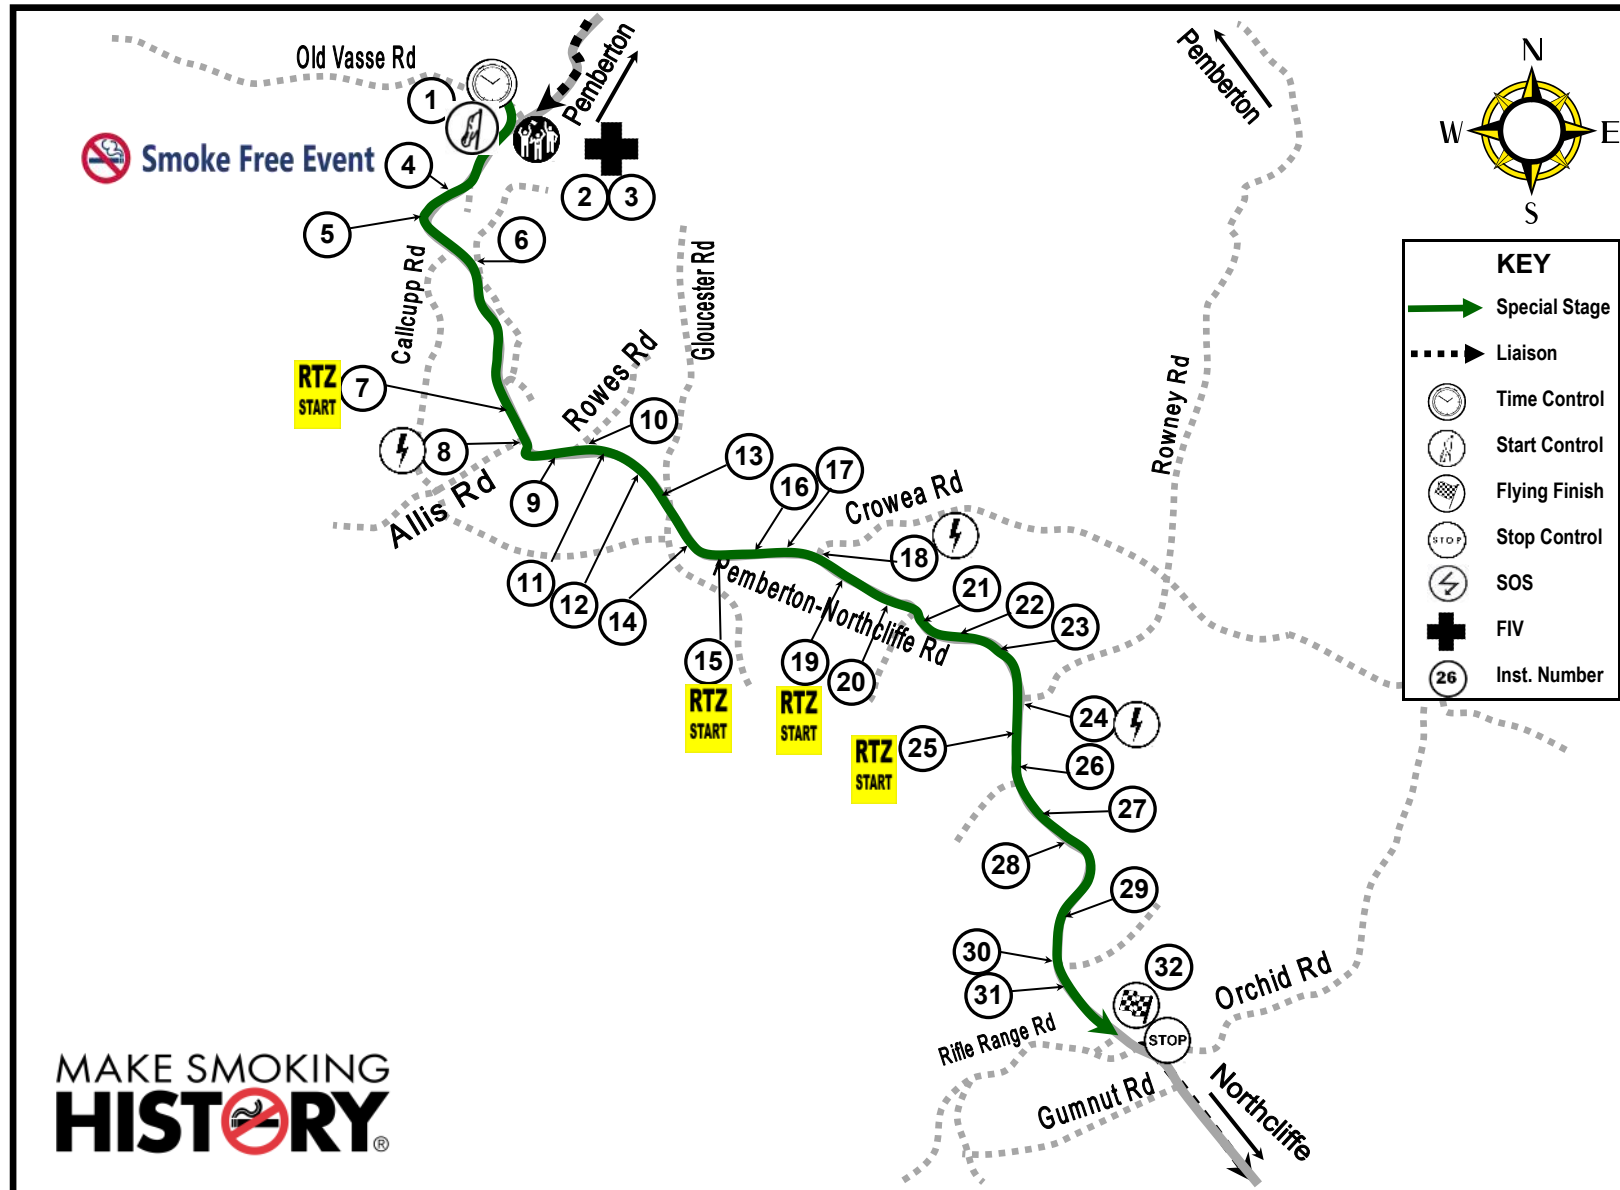 Old Vasse Rd
Pemberton
Pemberton
N
W
E
S
1
Smoke Free Event
4
2
3
5
6
Callcupp Rd
Gloucester Rd
KEY
Special Stage
Liaison
Time Control
Start Control
Flying Finish
STOP
Stop Control
SOS
FIV
26
Inst. Number
RTZ
START
7
Rowes Rd
10
Rowney Rd
8
Allis Rd
9
13
16
17
Crowea Rd
18
11
12
14
Pemberton-Northcliffe Rd
21
22
23
15
RTZ
START
19
RTZ
START
20
24
25
RTZ
START
26
27
28
29
30
31
32
Orchid Rd
Rifle Range Rd
STOP
Gumnut Rd
Northcliffe
MAKE SMOKING
HISTORY®